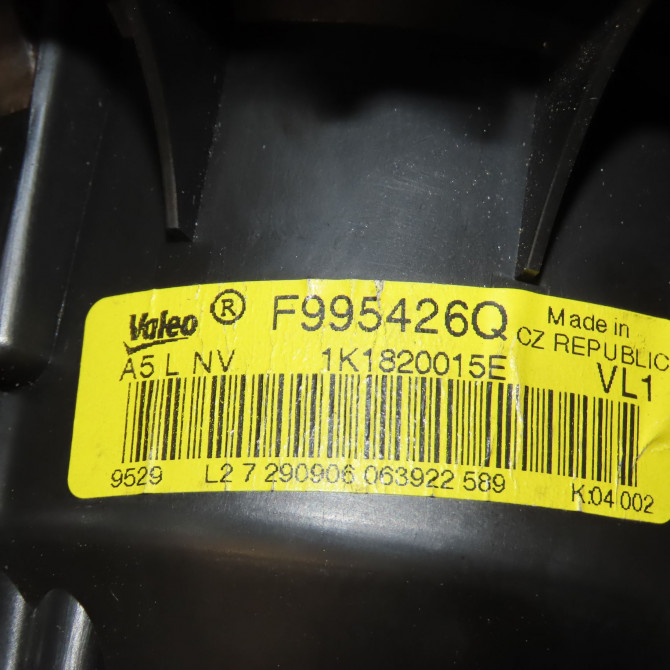 Valeo ® F995426Q Made in
CZ REPUBLIC
A5 L NV 1K1820015E VL1
9529 L2 7 290906 063922 589 K.04 002